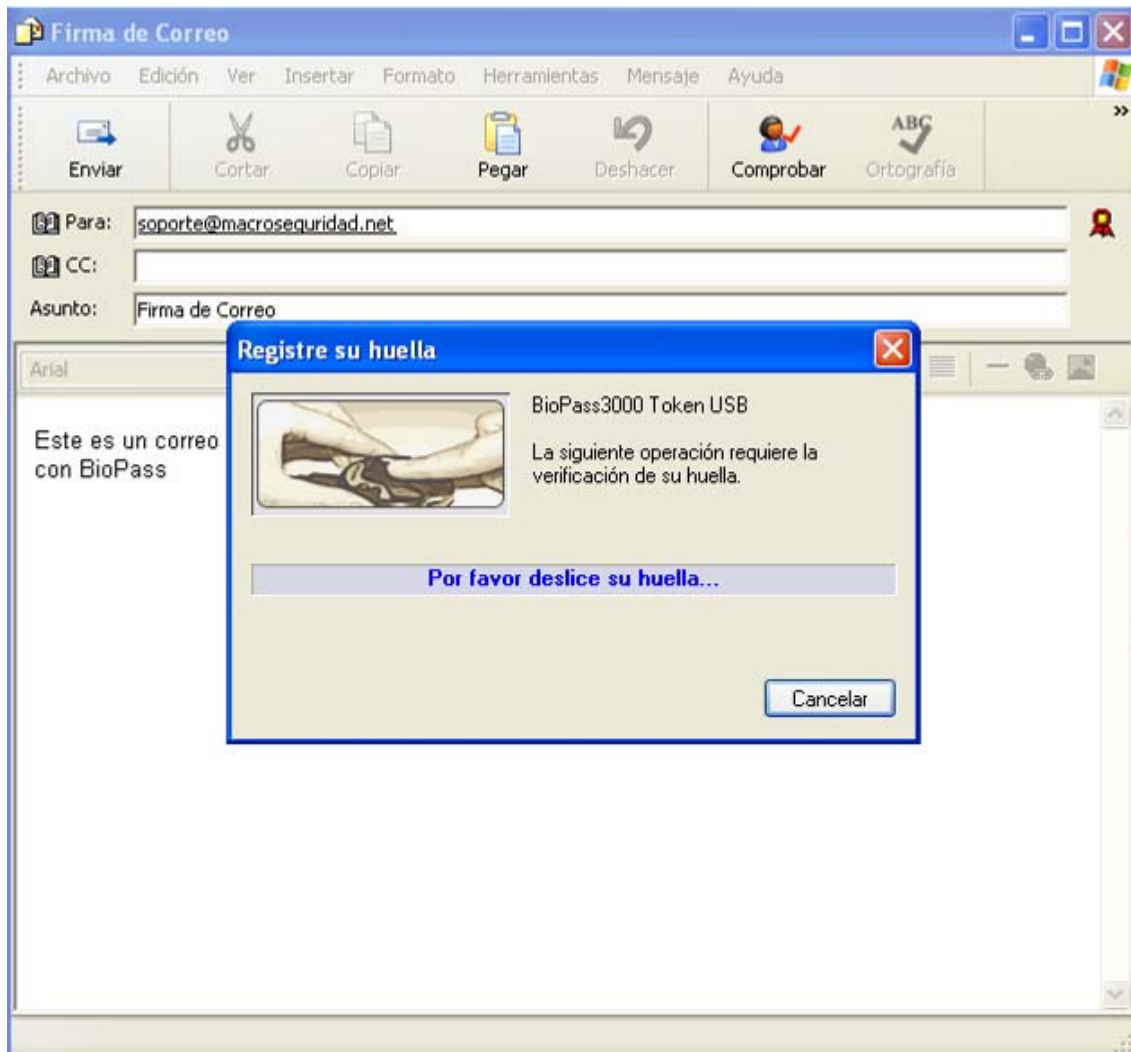 Firma de Correo
Archivo Edición Ver Insertar Formato Herramientas Mensaje Ayuda
Enviar Cortar Copiar Pegar Deshacer Comprobar Ortografía
Para: soporte@macroseguridad.net
CC:
Asunto: Firma de Correo
Arial
Este es un correo
con BioPass
Registre su huella
BioPass3000 Token USB
La siguiente operación requiere la
verificación de su huella.
Por favor deslice su huella...
Cancelar